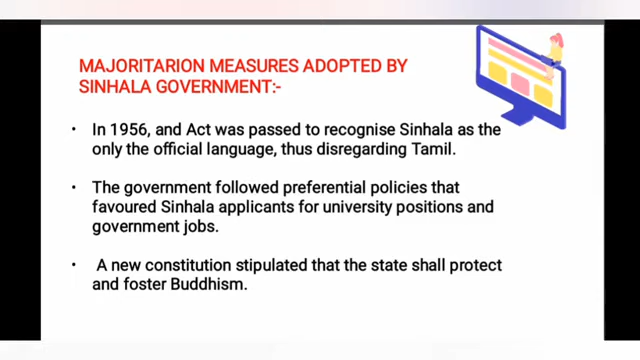 MAJORITARION MEASURES ADOPTED BY
SINHALA GOVERNMENT:-
• In 1956, and Act was passed to recognise Sinhala as the
only the official language, thus disregarding Tamil.
• The government followed preferential policies that
favoured Sinhala applicants for university positions and
government jobs.
• A new constitution stipulated that the state shall protect
and foster Buddhism.